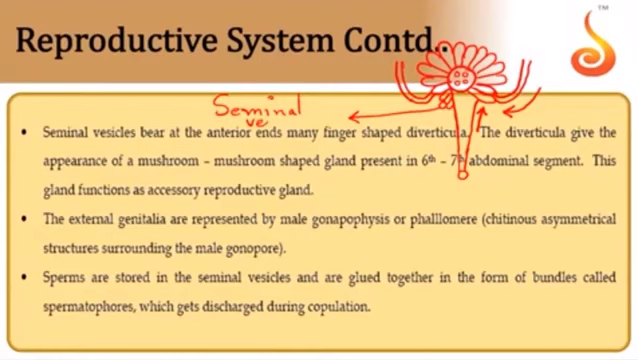 Reproductive System Contd..
TM
Seminal
ve
• Seminal vesicles bear at the anterior ends many finger shaped diverticula. The diverticula give the
appearance of a mushroom – mushroom shaped gland present in 6th – 7th abdominal segment. This
gland functions as accessory reproductive gland.
• The external genitalia are represented by male gonapophysis or phalllomere (chitinous asymmetrical
structures surrounding the male gonopore).
• Sperms are stored in the seminal vesicles and are glued together in the form of bundles called
spermatophores, which gets discharged during copulation.